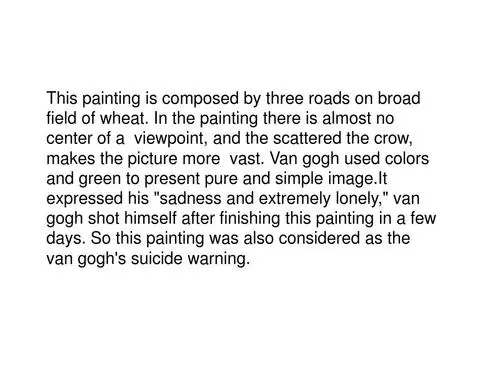 This painting is composed by three roads on broad
field of wheat. In the painting there is almost no
center of a  viewpoint, and the scattered the crow,
makes the picture more  vast. Van gogh used colors
and green to present pure and simple image.It
expressed his "sadness and extremely lonely," van
gogh shot himself after finishing this painting in a few
days. So this painting was also considered as the
van gogh's suicide warning.